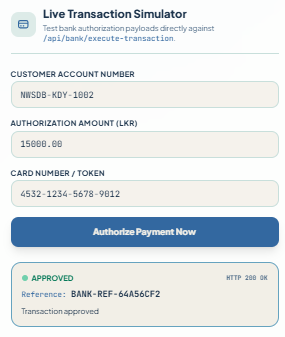 Live Transaction Simulator
Test bank authorization payloads directly against
/api/bank/execute-transaction.
CUSTOMER ACCOUNT NUMBER
NWSDB-KDY-1002
AUTHORIZATION AMOUNT (LKR)
15000.00
CARD NUMBER / TOKEN
4532-1234-5678-9012
Authorize Payment Now
APPROVED HTTP 200 OK
Reference: BANK-REF-64A56CF2
Transaction approved